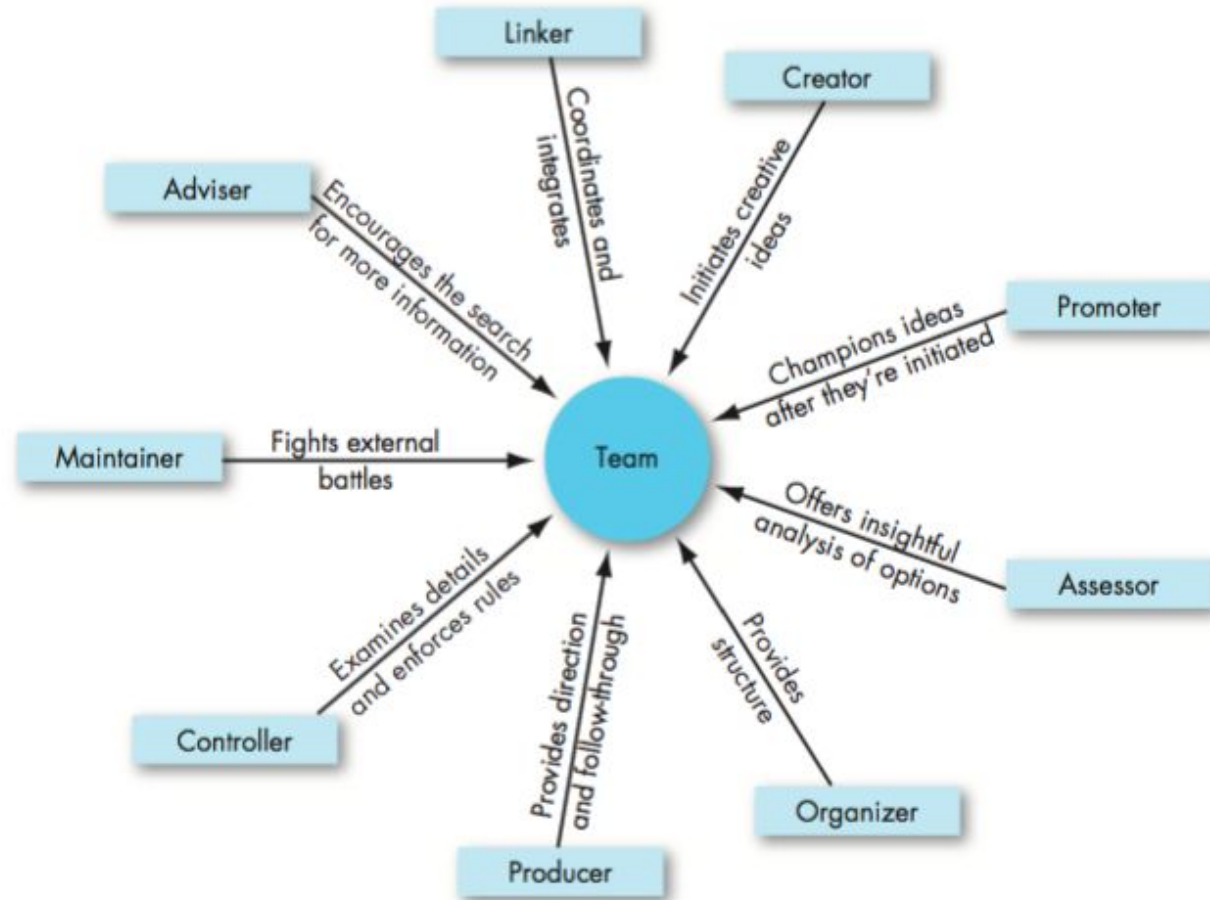 Linker
Coordinates and
integrates
Creator
Initiates creative
ideas
Promoter
Champions ideas
after they're initiated
Assessor
Offers insightful
analysis of options
Organizer
Provides
structure
Producer
Provides direction
and follow-through
Controller
Examines details
and enforces rules
Maintainer
Fights external
battles
Adviser
Encourages the search
for more information
Team